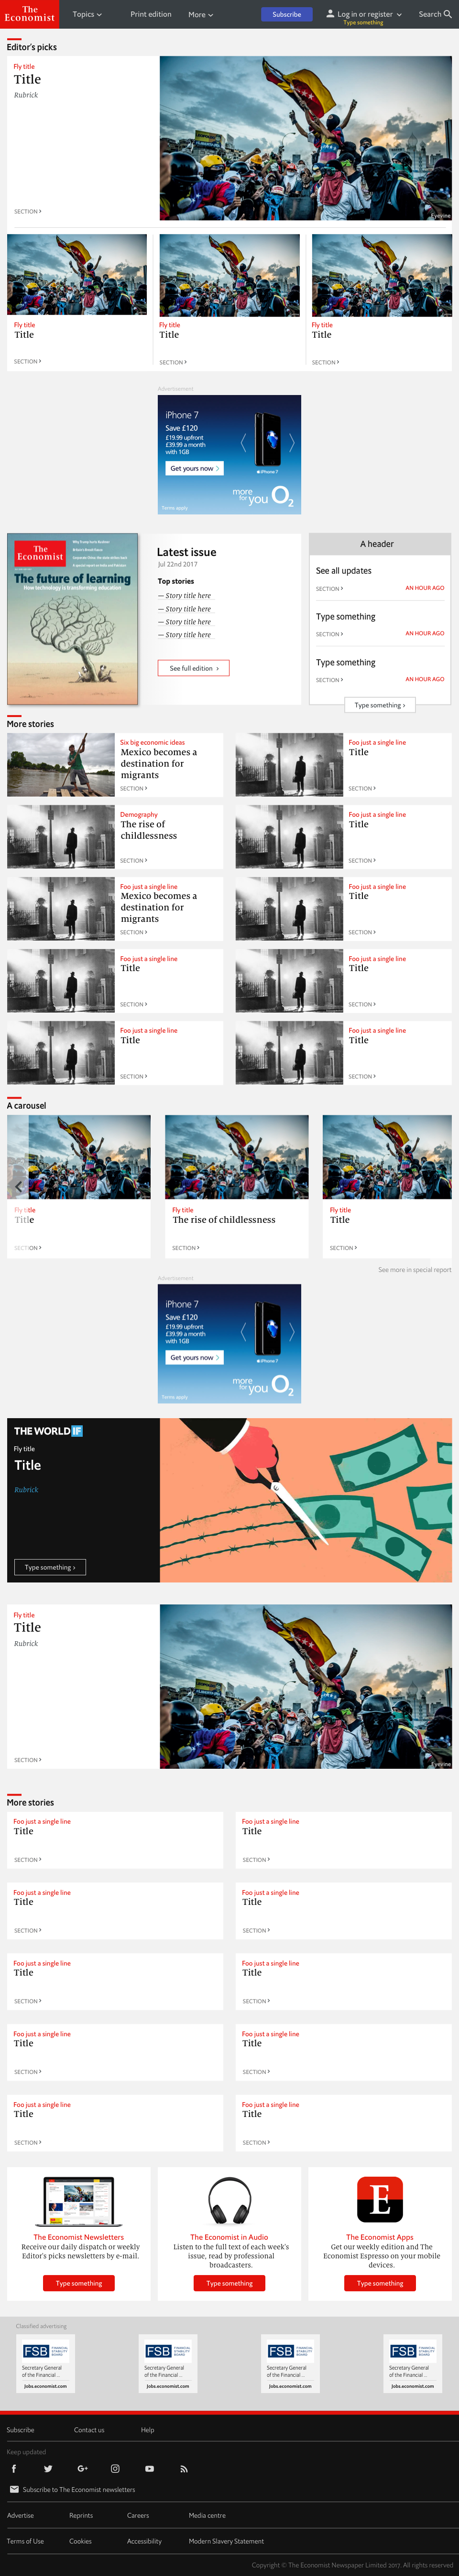 The
Economist
Topics
Print edition
More
Subscribe
Log in or register
Type something
Search
Editor's picks
Fly title
Title
Rubrick
SECTION
Eyevine
Fly title
Title
SECTION
Fly title
Title
SECTION
Fly title
Title
SECTION
Advertisement
iPhone 7
Save £120
£19.99 upfront
£39.99 a month
with 1GB
Get yours now
iPhone 7
more
for you O2
Terms apply
The
Economist
The future of learning
How technology is transforming education
Latest issue
Jul 22nd 2017
Top stories
— Story title here
— Story title here
— Story title here
— Story title here
See full edition
A header
See all updates
SECTION
AN HOUR AGO
Type something
SECTION
AN HOUR AGO
Type something
SECTION
AN HOUR AGO
Type something
More stories
Six big economic ideas
Mexico becomes a
destination for
migrants
SECTION
Foo just a single line
Title
SECTION
Demography
The rise of
childlessness
SECTION
Foo just a single line
Title
SECTION
Foo just a single line
Mexico becomes a
destination for
migrants
SECTION
Foo just a single line
Title
SECTION
Foo just a single line
Title
SECTION
Foo just a single line
Title
SECTION
Foo just a single line
Title
SECTION
Foo just a single line
Title
SECTION
A carousel
Fly title
Title
SECTION
Fly title
The rise of childlessness
SECTION
Fly title
Title
SECTION
See more in special report
Advertisement
iPhone 7
Save £120
£19.99 upfront
£39.99 a month
with 1GB
Get yours now
iPhone 7
more
for you O2
Terms apply
THE WORLD IF
Fly title
Title
Rubrick
Type something
€
Fly title
Title
Rubrick
SECTION
Eyevine
More stories
Foo just a single line
Title
SECTION
Foo just a single line
Title
SECTION
Foo just a single line
Title
SECTION
Foo just a single line
Title
SECTION
Foo just a single line
Title
SECTION
Foo just a single line
Title
SECTION
Foo just a single line
Title
SECTION
Foo just a single line
Title
SECTION
Foo just a single line
Title
SECTION
Foo just a single line
Title
SECTION
The Economist Newsletters
Receive our daily dispatch or weekly
Editor's picks newsletters by e-mail.
Type something
The Economist in Audio
Listen to the full text of each week's
issue, read by professional
broadcasters.
Type something
E
The Economist Apps
Get our weekly edition and The
Economist Espresso on your mobile
devices.
Type something
Classified advertising
FSB FINANCIAL
STABILITY
BOARD
Secretary General
of the Financial ...
Jobs.economist.com
FSB FINANCIAL
STABILITY
BOARD
Secretary General
of the Financial ...
Jobs.economist.com
FSB FINANCIAL
STABILITY
BOARD
Secretary General
of the Financial ...
Jobs.economist.com
FSB FINANCIAL
STABILITY
BOARD
Secretary General
of the Financial ...
Jobs.economist.com
Subscribe
Contact us
Help
Keep updated
Subscribe to The Economist newsletters
Advertise
Reprints
Careers
Media centre
Terms of Use
Cookies
Accessibility
Modern Slavery Statement
Copyright © The Economist Newspaper Limited 2017. All rights reserved